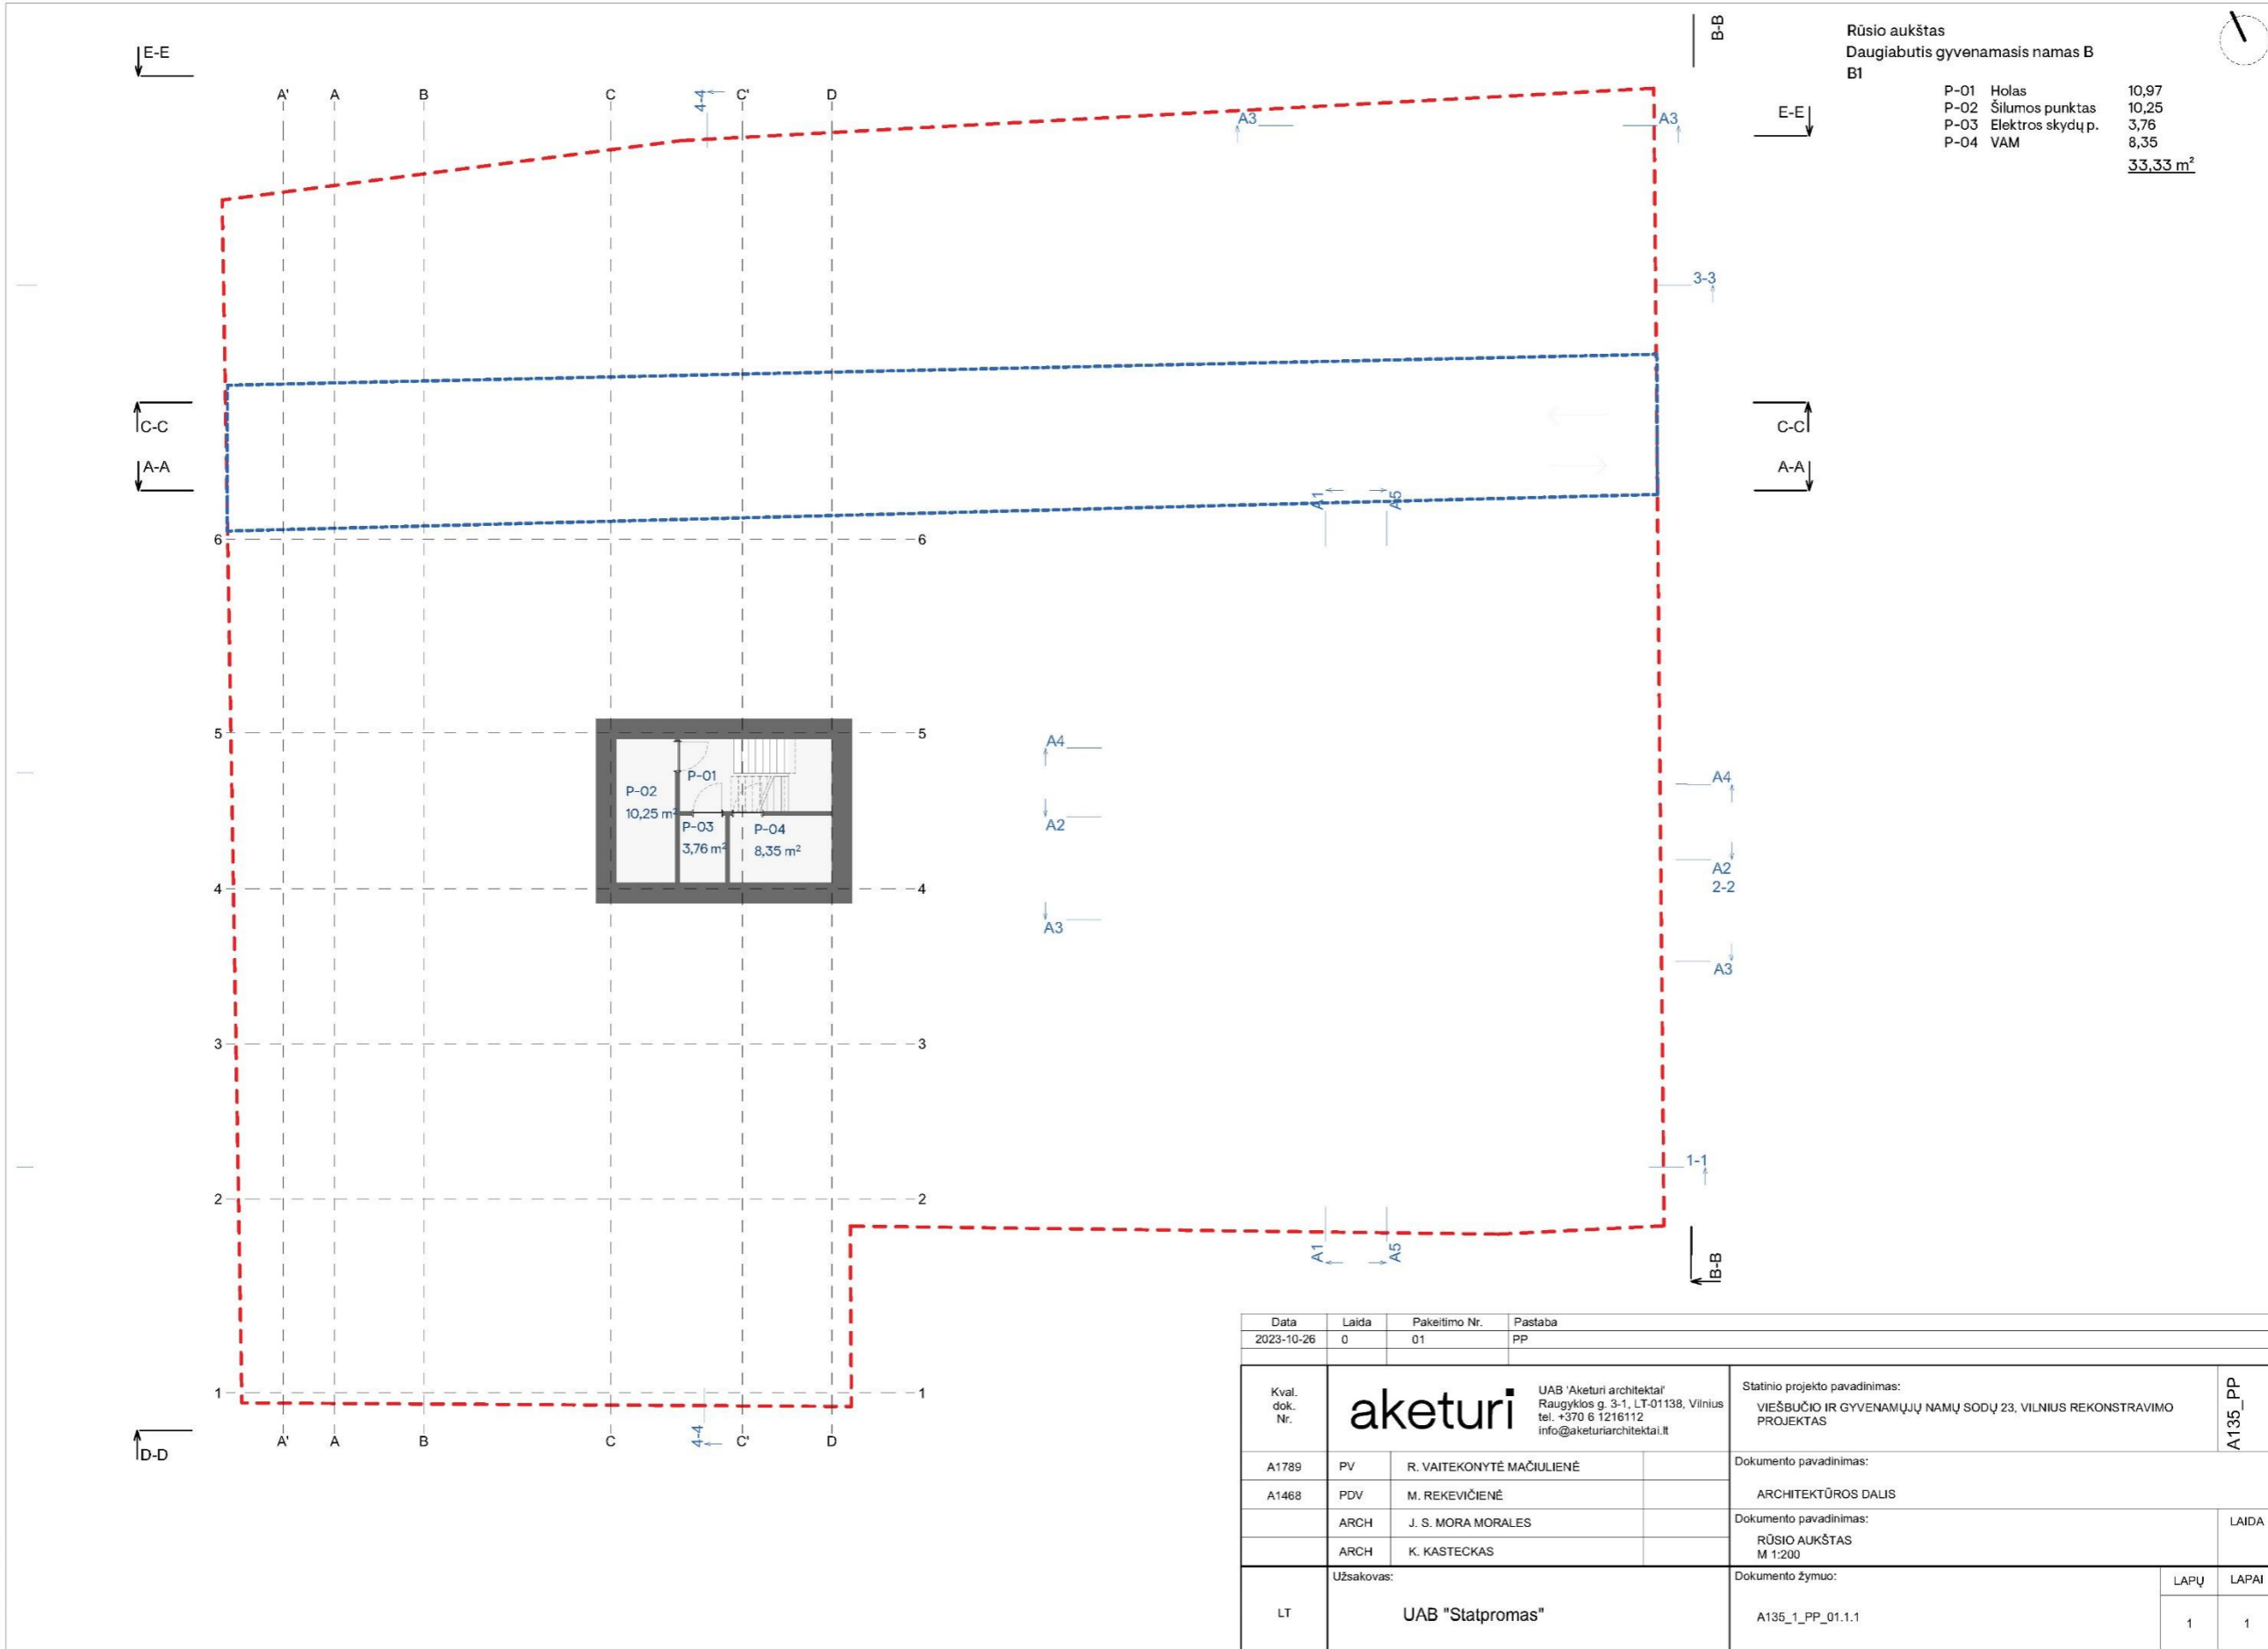 E-E
B-B
Rūsio aukštas
Daugiabutis gyvenamasis namas B
B1
P-01 Holas 10,97
P-02 Šilumos punktas 10,25
P-03 Elektros skydų p. 3,76
P-04 VAM 8,35
33,33 m²
A' A B C 4-4 C' D
A3 A3
E-E
3-3
C-C C-C
A-A A-A
A1 A5
6 6
5 5
A4
P-01
P-02
10,25 m²
A4
P-03 P-04
3,76 m² 8,35 m²
A2
A2
2-2
4 4
A3
A3
3 3
1-1
2 2
A1 A5
B-B
1 1
A' A B C 4-4 C' D
D-D
Data Laida Pakeitimo Nr. Pastaba
2023-10-26 0 01 PP
Kval.
dok.
Nr.
aketuri
UAB 'Aketuri architektai'
Raugyklos g. 3-1, LT-01138, Vilnius
tel. +370 6 1216112
info@aketuriarchitektai.lt
Statinio projekto pavadinimas:
VIEŠBUČIO IR GYVENAMŲJŲ NAMŲ SODŲ 23, VILNIUS REKONSTRAVIMO
PROJEKTAS
A135_PP
A1789 PV R. VAITEKONYTĖ MAČIULIENĖ
Dokumento pavadinimas:
ARCHITEKTŪROS DALIS
A1468 PDV M. REKEVIČIENĖ
ARCH J. S. MORA MORALES
Dokumento pavadinimas:
RŪSIO AUKŠTAS
M 1:200
LAIDA
ARCH K. KASTECKAS
LT
Užsakovas:
UAB "Statpromas"
Dokumento žymuo:
A135_1_PP_01.1.1
LAPŲ LAPAI
1 1